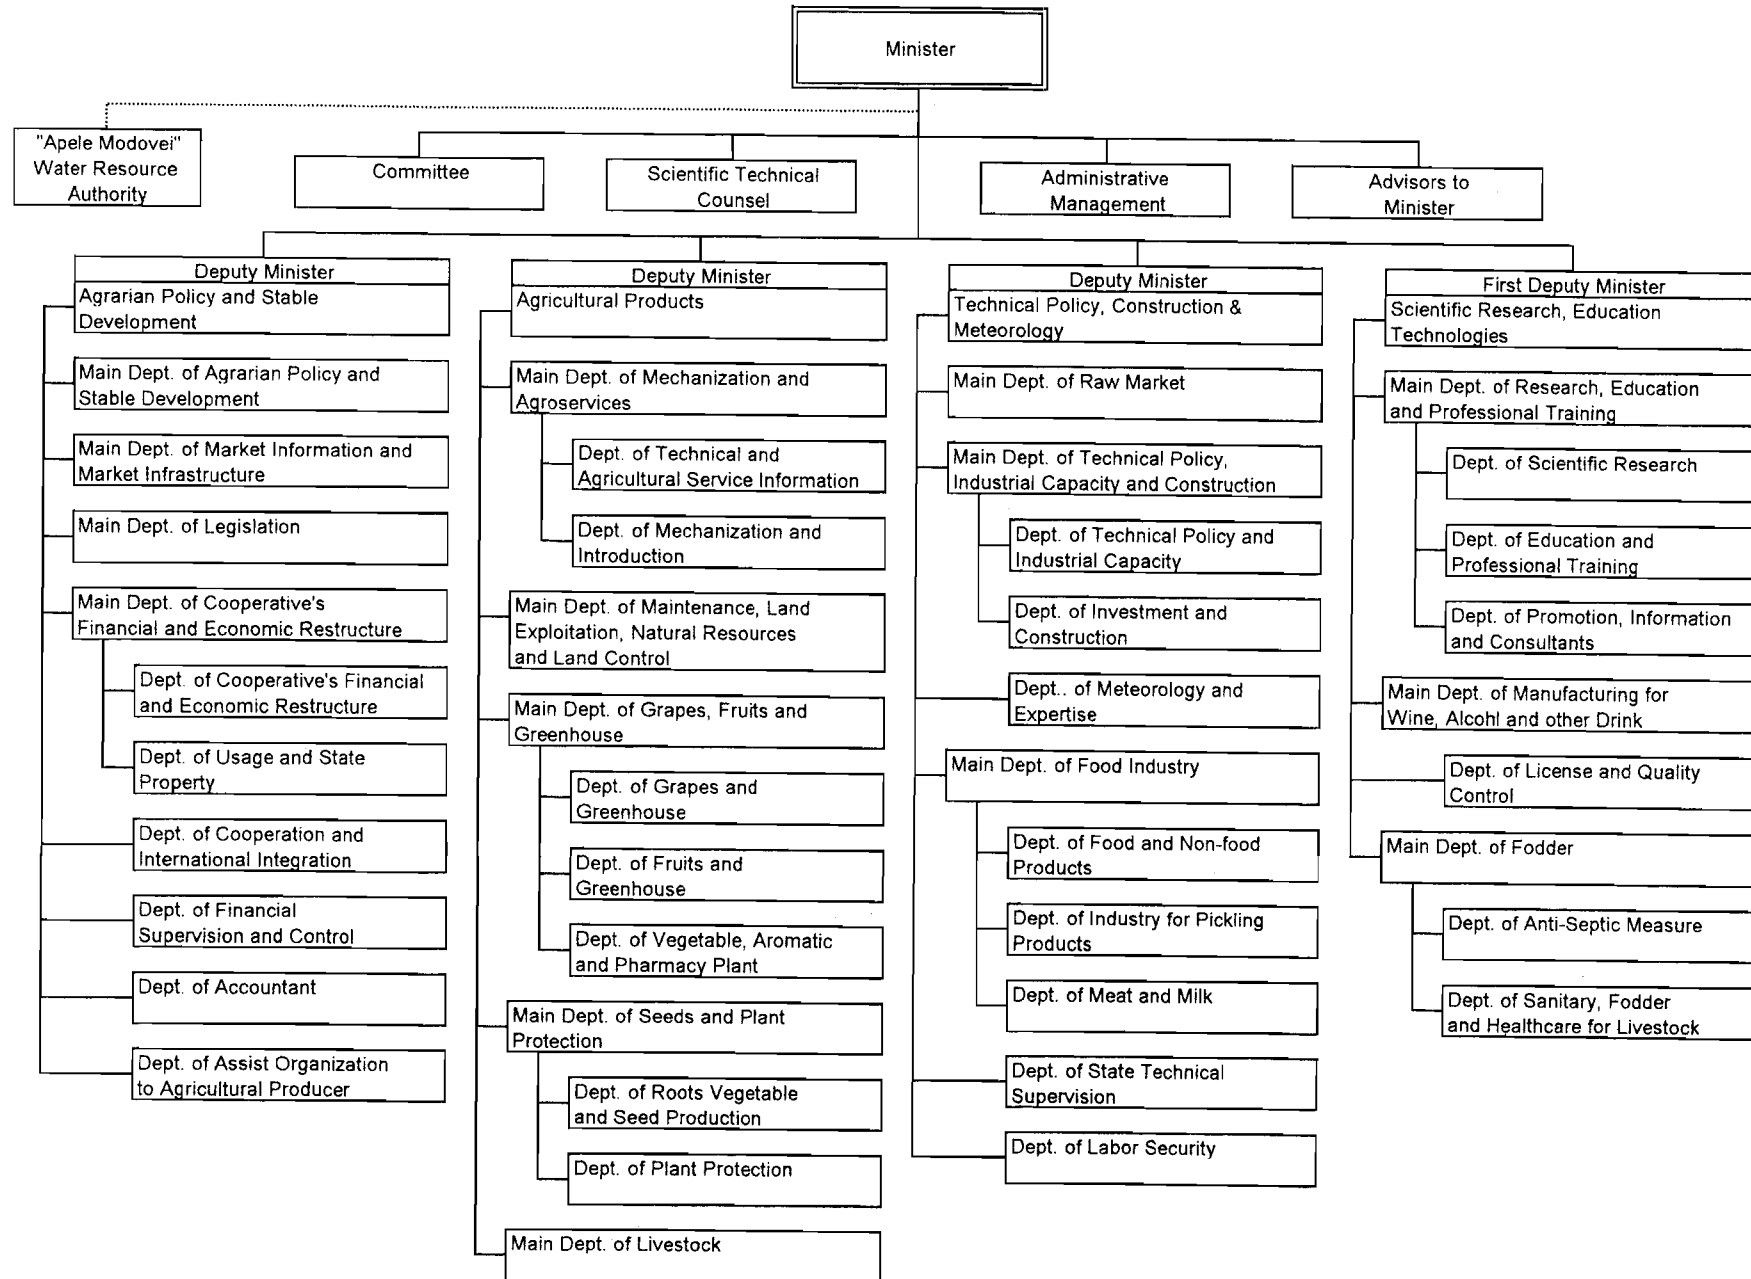 Minister
"Apele Modovei"
Water Resource
Authority
Committee
Scientific Technical
Counsel
Administrative
Management
Advisors to
Minister
Deputy Minister
Agrarian Policy and Stable
Development
Main Dept. of Agrarian Policy and
Stable Development
Main Dept. of Market Information and
Market Infrastructure
Main Dept. of Legislation
Main Dept. of Cooperative's
Financial and Economic Restructure
Dept. of Cooperative's Financial
and Economic Restructure
Dept. of Usage and State
Property
Dept. of Cooperation and
International Integration
Dept. of Financial
Supervision and Control
Dept. of Accountant
Dept. of Assist Organization
to Agricultural Producer
Deputy Minister
Agricultural Products
Main Dept. of Mechanization and
Agroservices
Dept. of Technical and
Agricultural Service Information
Dept. of Mechanization and
Introduction
Main Dept. of Maintenance, Land
Exploitation, Natural Resources
and Land Control
Main Dept. of Grapes, Fruits and
Greenhouse
Dept. of Grapes and
Greenhouse
Dept. of Fruits and
Greenhouse
Dept. of Vegetable, Aromatic
and Pharmacy Plant
Main Dept. of Seeds and Plant
Protection
Dept. of Roots Vegetable
and Seed Production
Dept. of Plant Protection
Main Dept. of Livestock
Deputy Minister
Technical Policy, Construction &
Meteorology
Main Dept. of Raw Market
Main Dept. of Technical Policy,
Industrial Capacity and Construction
Dept. of Technical Policy and
Industrial Capacity
Dept. of Investment and
Construction
Dept.. of Meteorology and
Expertise
Main Dept. of Food Industry
Dept. of Food and Non-food
Products
Dept. of Industry for Pickling
Products
Dept. of Meat and Milk
Dept. of State Technical
Supervision
Dept. of Labor Security
First Deputy Minister
Scientific Research, Education
Technologies
Main Dept. of Research, Education
and Professional Training
Dept. of Scientific Research
Dept. of Education and
Professional Training
Dept. of Promotion, Information
and Consultants
Main Dept. of Manufacturing for
Wine, Alcohl and other Drink
Dept. of License and Quality
Control
Main Dept. of Fodder
Dept. of Anti-Septic Measure
Dept. of Sanitary, Fodder
and Healthcare for Livestock